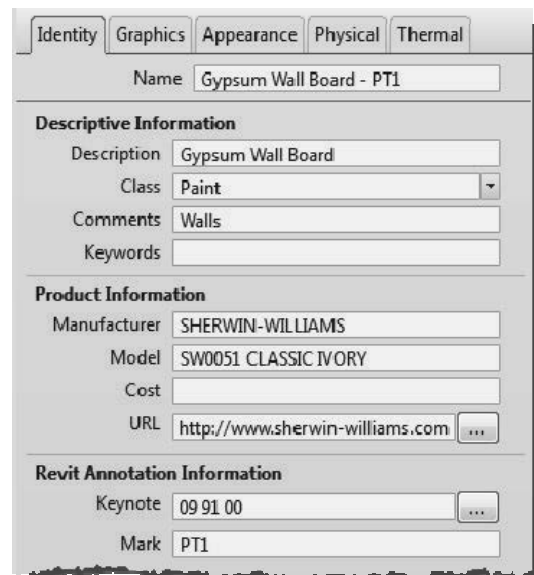 Identity Graphics Appearance Physical Thermal
Name Gypsum Wall Board - PT1
Descriptive Information
Description Gypsum Wall Board
Class Paint
Comments Walls
Keywords
Product Information
Manufacturer SHERWIN-WILLIAMS
Model SW0051 CLASSIC IVORY
Cost
URL http://www.sherwin-williams.com ...
Revit Annotation Information
Keynote 09 91 00 ...
Mark PT1